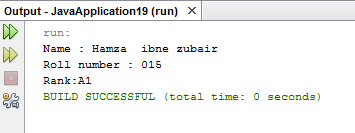 Output - JavaApplication19 (run)
run:
Name : Hamza  ibne zubair
Roll number : 015
Rank:A1
BUILD SUCCESSFUL (total time: 0 seconds)